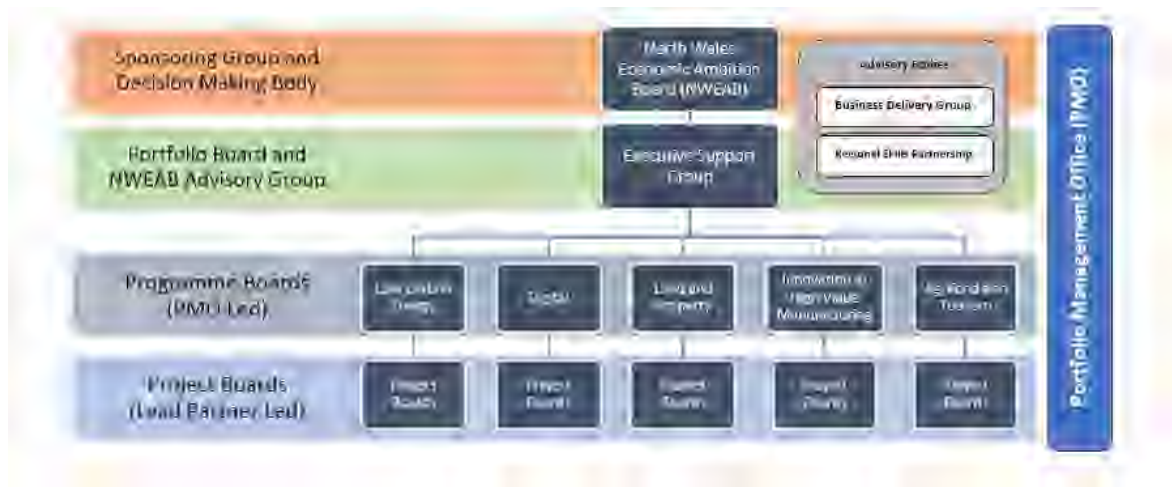 Sponsoring Group and
Decision Making Body
North Wales
Economic Ambition
Board (NWEAB)
Advisory Bodies
Business Delivery Group
Regional Skills Partnership
Portfolio Board and
NWEAB Advisory Group
Executive Support
Group
Programme Boards
(PMO Led)
Low Carbon
Energy
Digital
Land and
Property
Innovation in
High Value
Manufacturing
Agrifood and
Tourism
Project Boards
(Lead Partner Led)
Project
Boards
Project
Boards
Project
Boards
Project
Boards
Project
Boards
Portfolio Management Office (PMO)